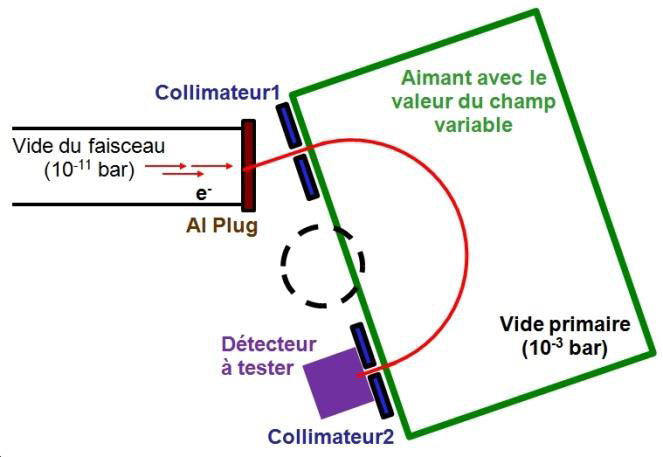 Collimateur1
Aimant avec le
valeur du champ
variable
Vide du faisceau
(10-11 bar)
e-
Al Plug
Vide primaire
(10-3 bar)
Détecteur
à tester
Collimateur2